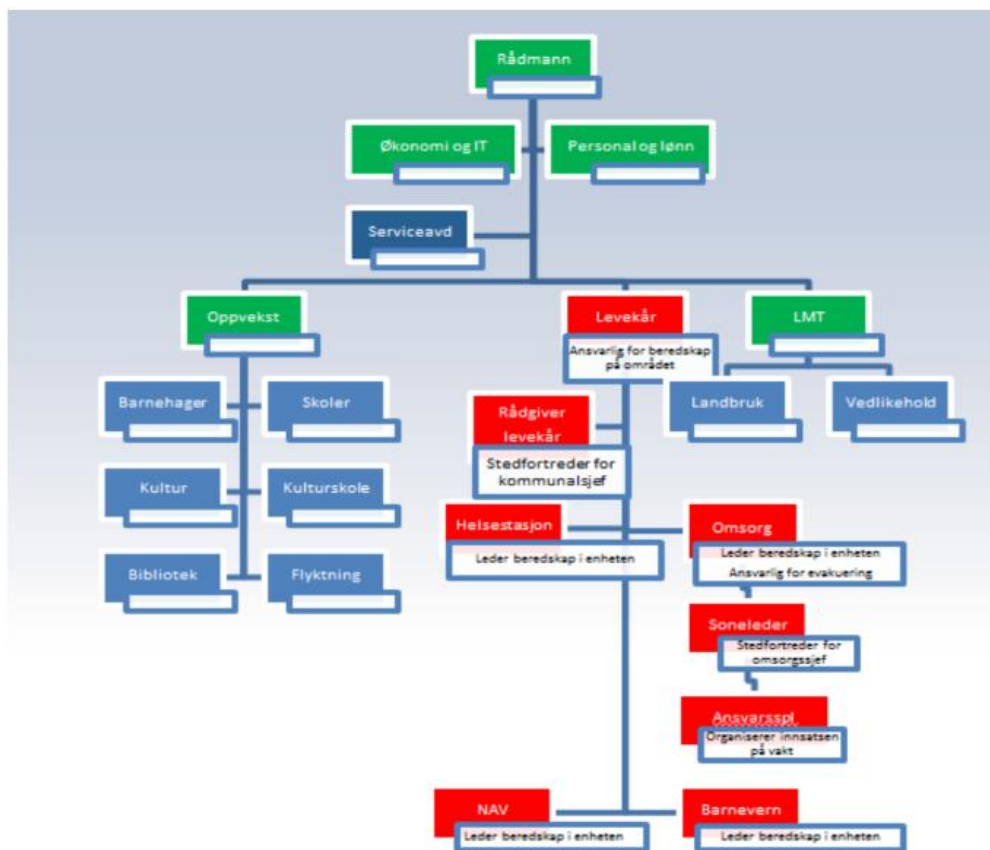 Rådmann
Økonomi og IT
Personal og lønn
Serviceavd
Oppvekst
Levekår
Ansvarlig for beredskap
på området
LMT
Barnehager
Skoler
Rådgiver
levekår
Stedfortreder for
kommunalsjef
Landbruk
Vedlikehold
Kultur
Kulturskole
Helsestasjon
Leder beredskap i enheten
Omsorg
Leder beredskap i enheten
Ansvarlig for evakuering
Bibliotek
Flyktning
Soneleder
Stedfortreder for
omsorgssjef
Ansvarsspl
Organiserer innsatsen
på vakt
NAV
Leder beredskap i enheten
Barnevern
Leder beredskap i enheten